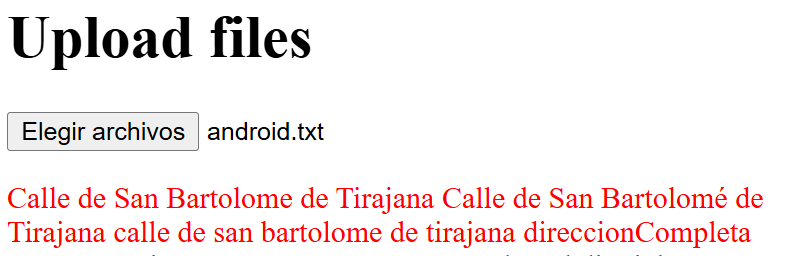 Upload files
Elegir archivos android.txt
Calle de San Bartolome de Tirajana Calle de San Bartolomé de
Tirajana calle de san bartolome de tirajana direccionCompleta